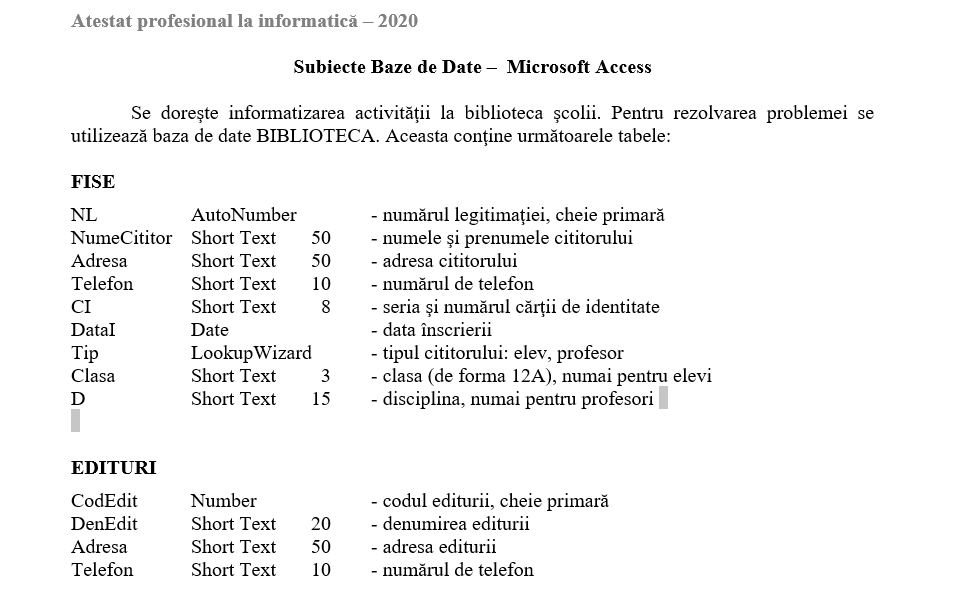 Atestat profesional la informatică – 2020
Subiecte Baze de Date – Microsoft Access
Se doreşte informatizarea activităţii la biblioteca şcolii. Pentru rezolvarea problemei se
utilizează baza de date BIBLIOTECA. Aceasta conţine următoarele tabele:
FISE
NL AutoNumber - numărul legitimaţiei, cheie primară
NumeCititor Short Text 50 - numele şi prenumele cititorului
Adresa Short Text 50 - adresa cititorului
Telefon Short Text 10 - numărul de telefon
CI Short Text 8 - seria şi numărul cărţii de identitate
DataI Date - data înscrierii
Tip LookupWizard - tipul cititorului: elev, profesor
Clasa Short Text 3 - clasa (de forma 12A), numai pentru elevi
D Short Text 15 - disciplina, numai pentru profesori
EDITURI
CodEdit Number - codul editurii, cheie primară
DenEdit Short Text 20 - denumirea editurii
Adresa Short Text 50 - adresa editurii
Telefon Short Text 10 - numărul de telefon